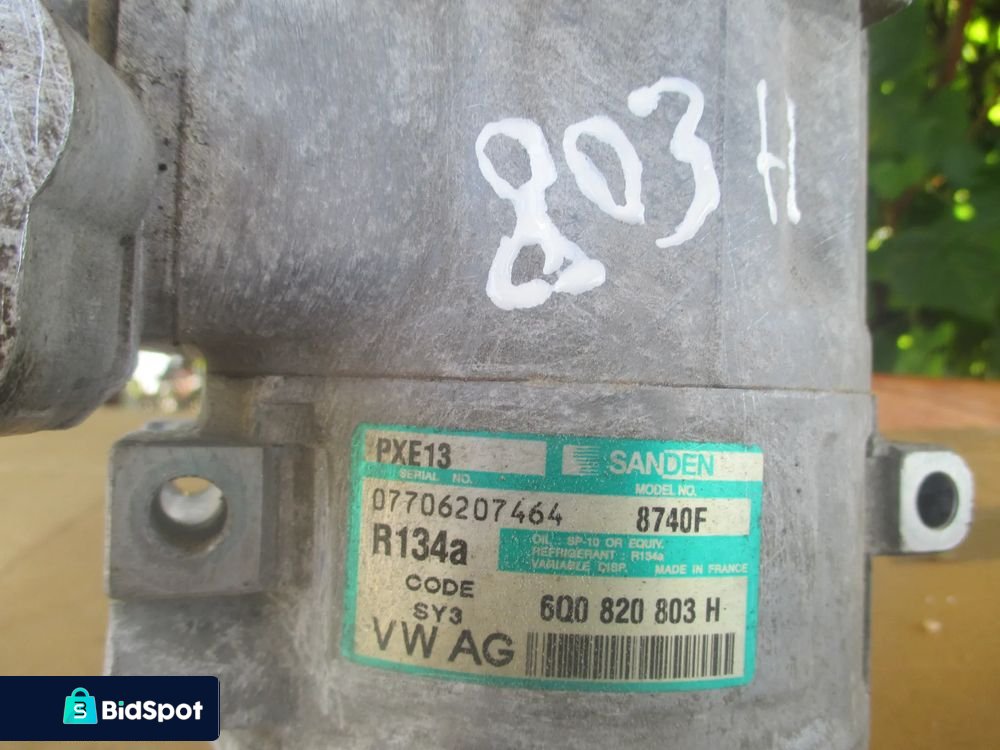 803 H
PXE13
SANDEN
SERIAL NO.
MODEL NO.
07706207464
8740F
R134a
OIL : SP-10 OR EQUIV.
REFRIGERANT : R134a
VARIABLE DISP. MADE IN FRANCE
CODE
SY3
6Q0 820 803 H
VW AG
BidSpot